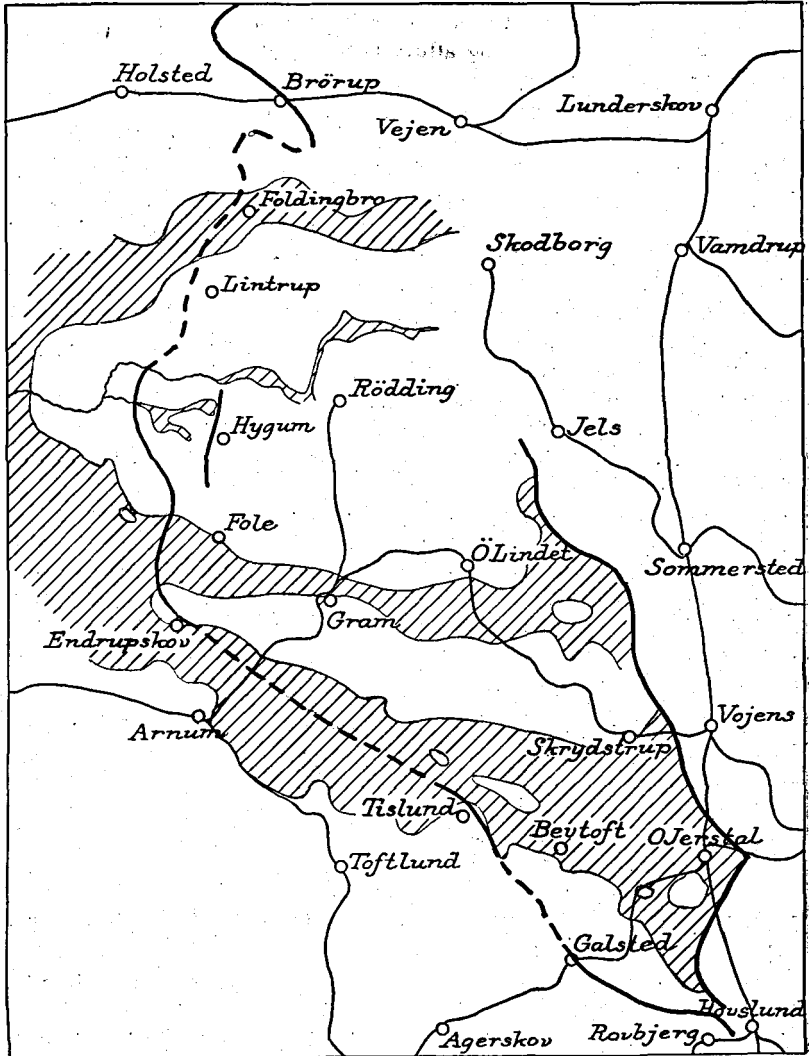 Holsted
Brörup
Lunderskov
Vejen
Foldingbro
Skodborg
Vamdrup
Lintrup
Rödding
Hygum
Jels
Fole
ÖLindet
Sommersted
Gram
Endrupskov
Arnum
Vojens
Skrydstrup
Tislund
Beytoft
OJerstal
Toftlund
Galsted
Hovslund
Agerskov
Rovbjerg